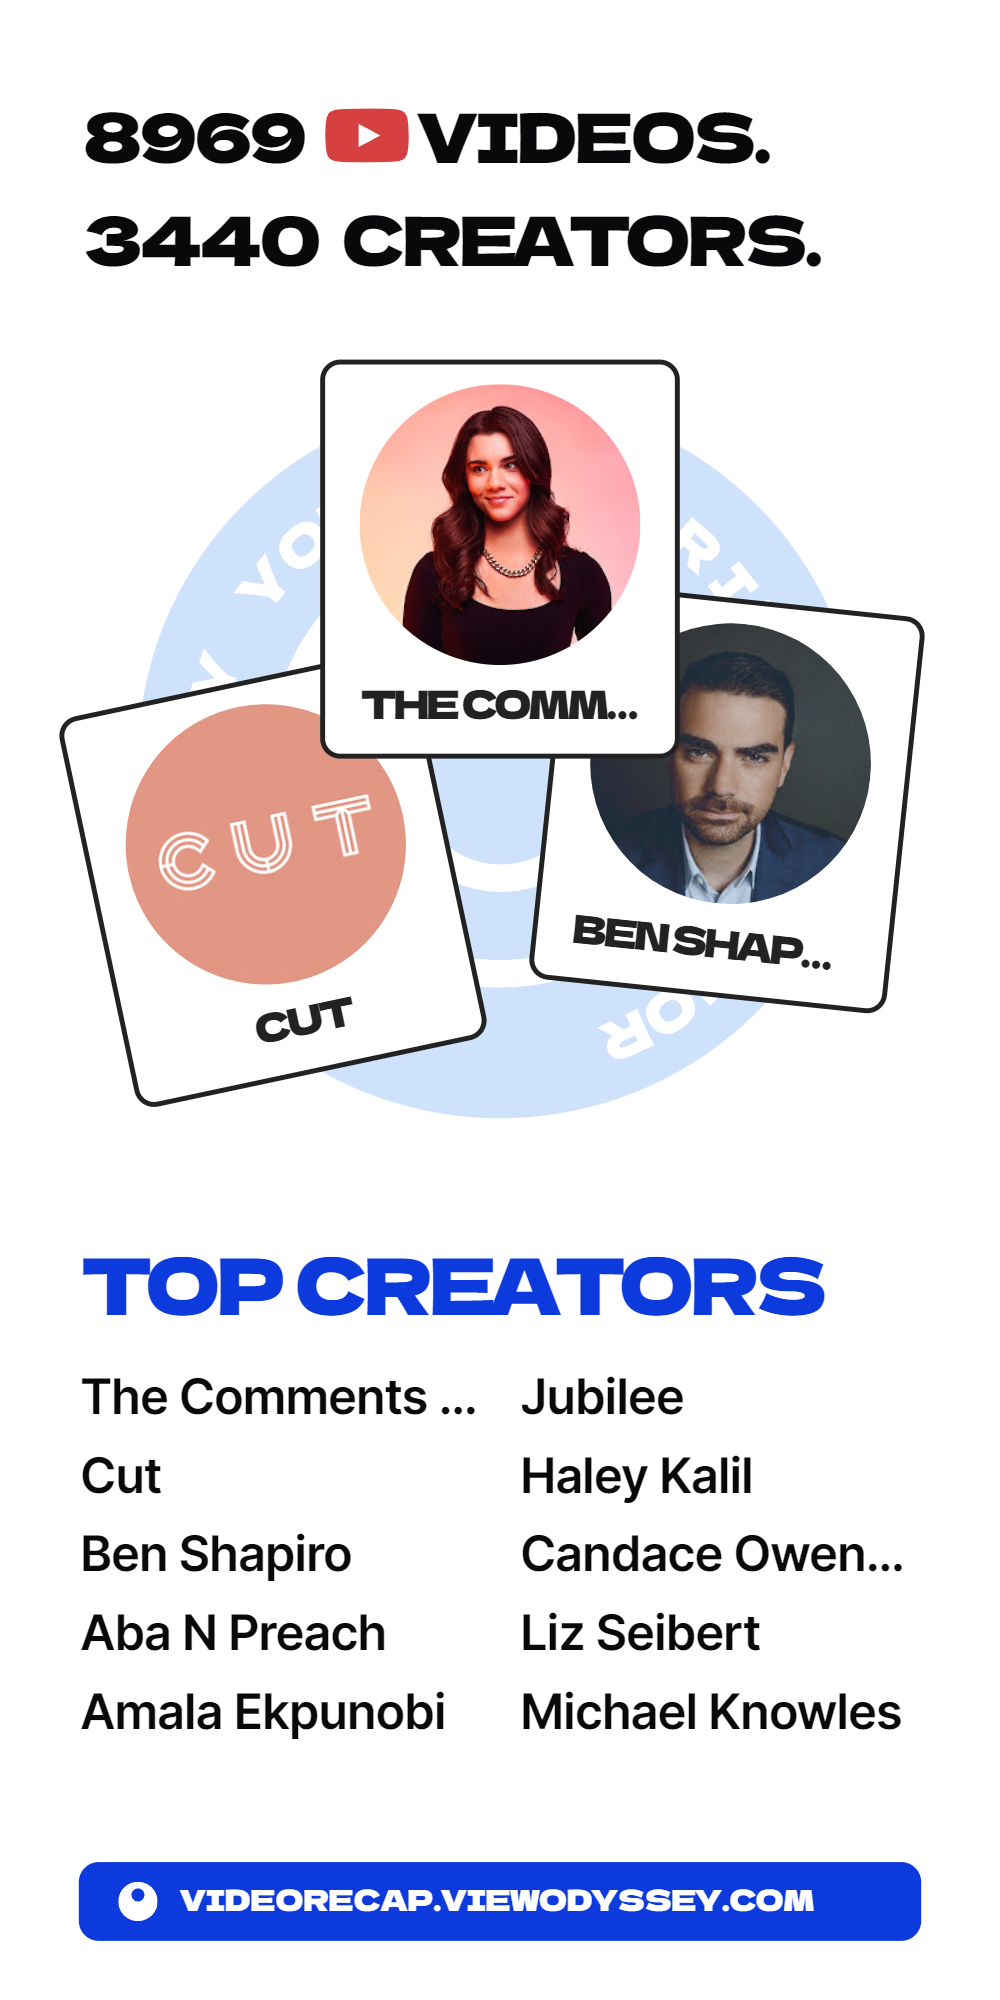 8969 VIDEOS.
3440 CREATORS.
THE COMM...
CUT
CUT
BEN SHAP...
TOP CREATORS
The Comments ...
Cut
Ben Shapiro
Aba N Preach
Amala Ekpunobi
Jubilee
Haley Kalil
Candace Owen...
Liz Seibert
Michael Knowles
VIDEORECAP.VIEWODYSSEY.COM